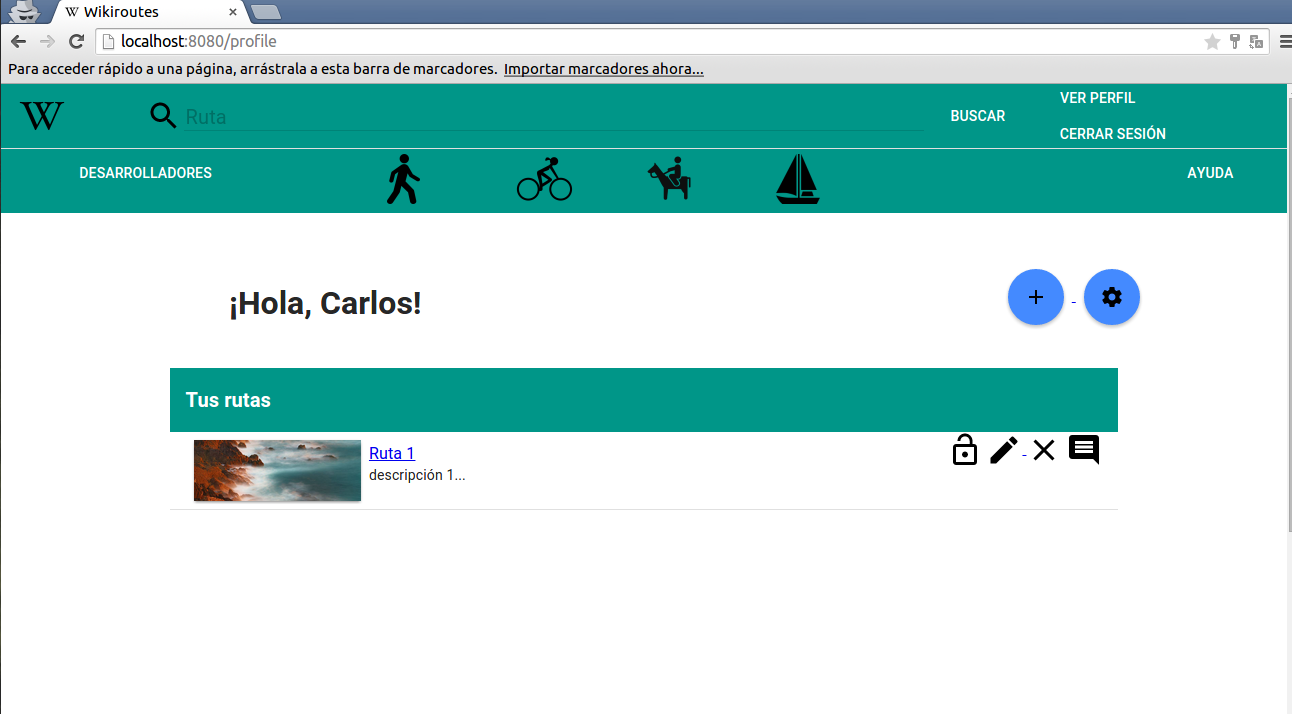 W Wikiroutes ×
localhost:8080/profile
Para acceder rápido a una página, arrástrala a esta barra de marcadores. Importar marcadores ahora...
W
Ruta
BUSCAR
VER PERFIL
CERRAR SESIÓN
DESARROLLADORES
AYUDA
¡Hola, Carlos!
Tus rutas
Ruta 1
descripción 1...